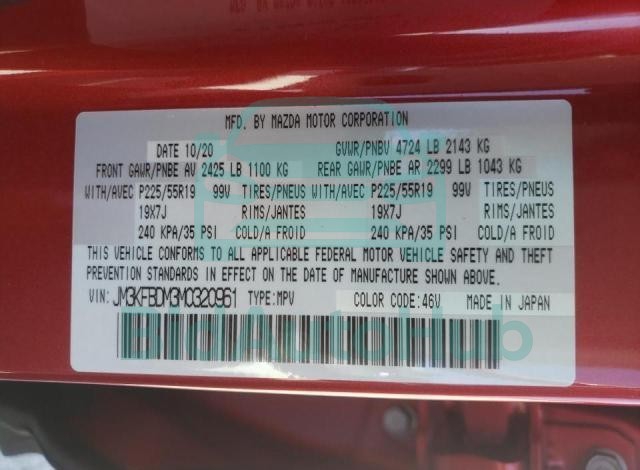 MFD. BY MAZDA MOTOR CORPORATION
DATE 10/20 GVWR/PNBV 4724 LB 2143 KG
FRONT GAWR/PNBE AV 2425 LB 1100 KG REAR GAWR/PNBE AR 2299 LB 1043 KG
WITH/AVEC P225/55R19 99V TIRES/PNEUS WITH/AVEC P225/55R19 99V TIRES/PNEUS
19X7J RIMS/JANTES 19X7J RIMS/JANTES
240 KPA/35 PSI COLD/A FROID 240 KPA/35 PSI COLD/A FROID
THIS VEHICLE CONFORMS TO ALL APPLICABLE FEDERAL MOTOR VEHICLE SAFETY AND THEFT
PREVENTION STANDARDS IN EFFECT ON THE DATE OF MANUFACTURE SHOWN ABOVE.
VIN: JM3KFBDM3M0320951 TYPE:MPV COLOR CODE:46V MADE IN JAPAN
BidAutoHub